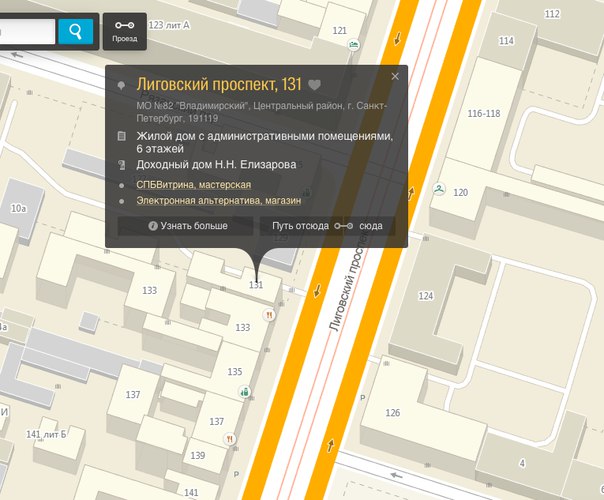 121
112
123 лит А
Проезд
114
Лиговский проспект, 131
МО №82 "Владимирский", Центральный район, г. Санкт-
Петербург, 191119
116-118
Жилой дом с административными помещениями,
6 этажей
Доходный дом Н.Н. Елизарова
СПБВитрина, мастерская
Электронная альтернатива, магазин
120
10а
Узнать больше
Путь отсюда
сюда
Лиговский проспект
131
133
124
133
135
137
126
137
141 лит Б
139
4
141